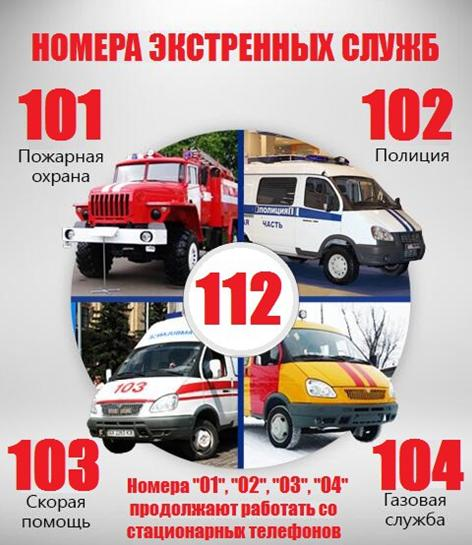 НОМЕРА ЭКСТРЕННЫХ СЛУЖБ
101
Пожарная
охрана
102
Полиция
ПОЛИЦИЯ
ЧАСТЬ
112
103
103
Скорая
помощь
104
Газовая
служба
Номера "01", "02", "03", "04"
продолжают работать со
стационарных телефонов